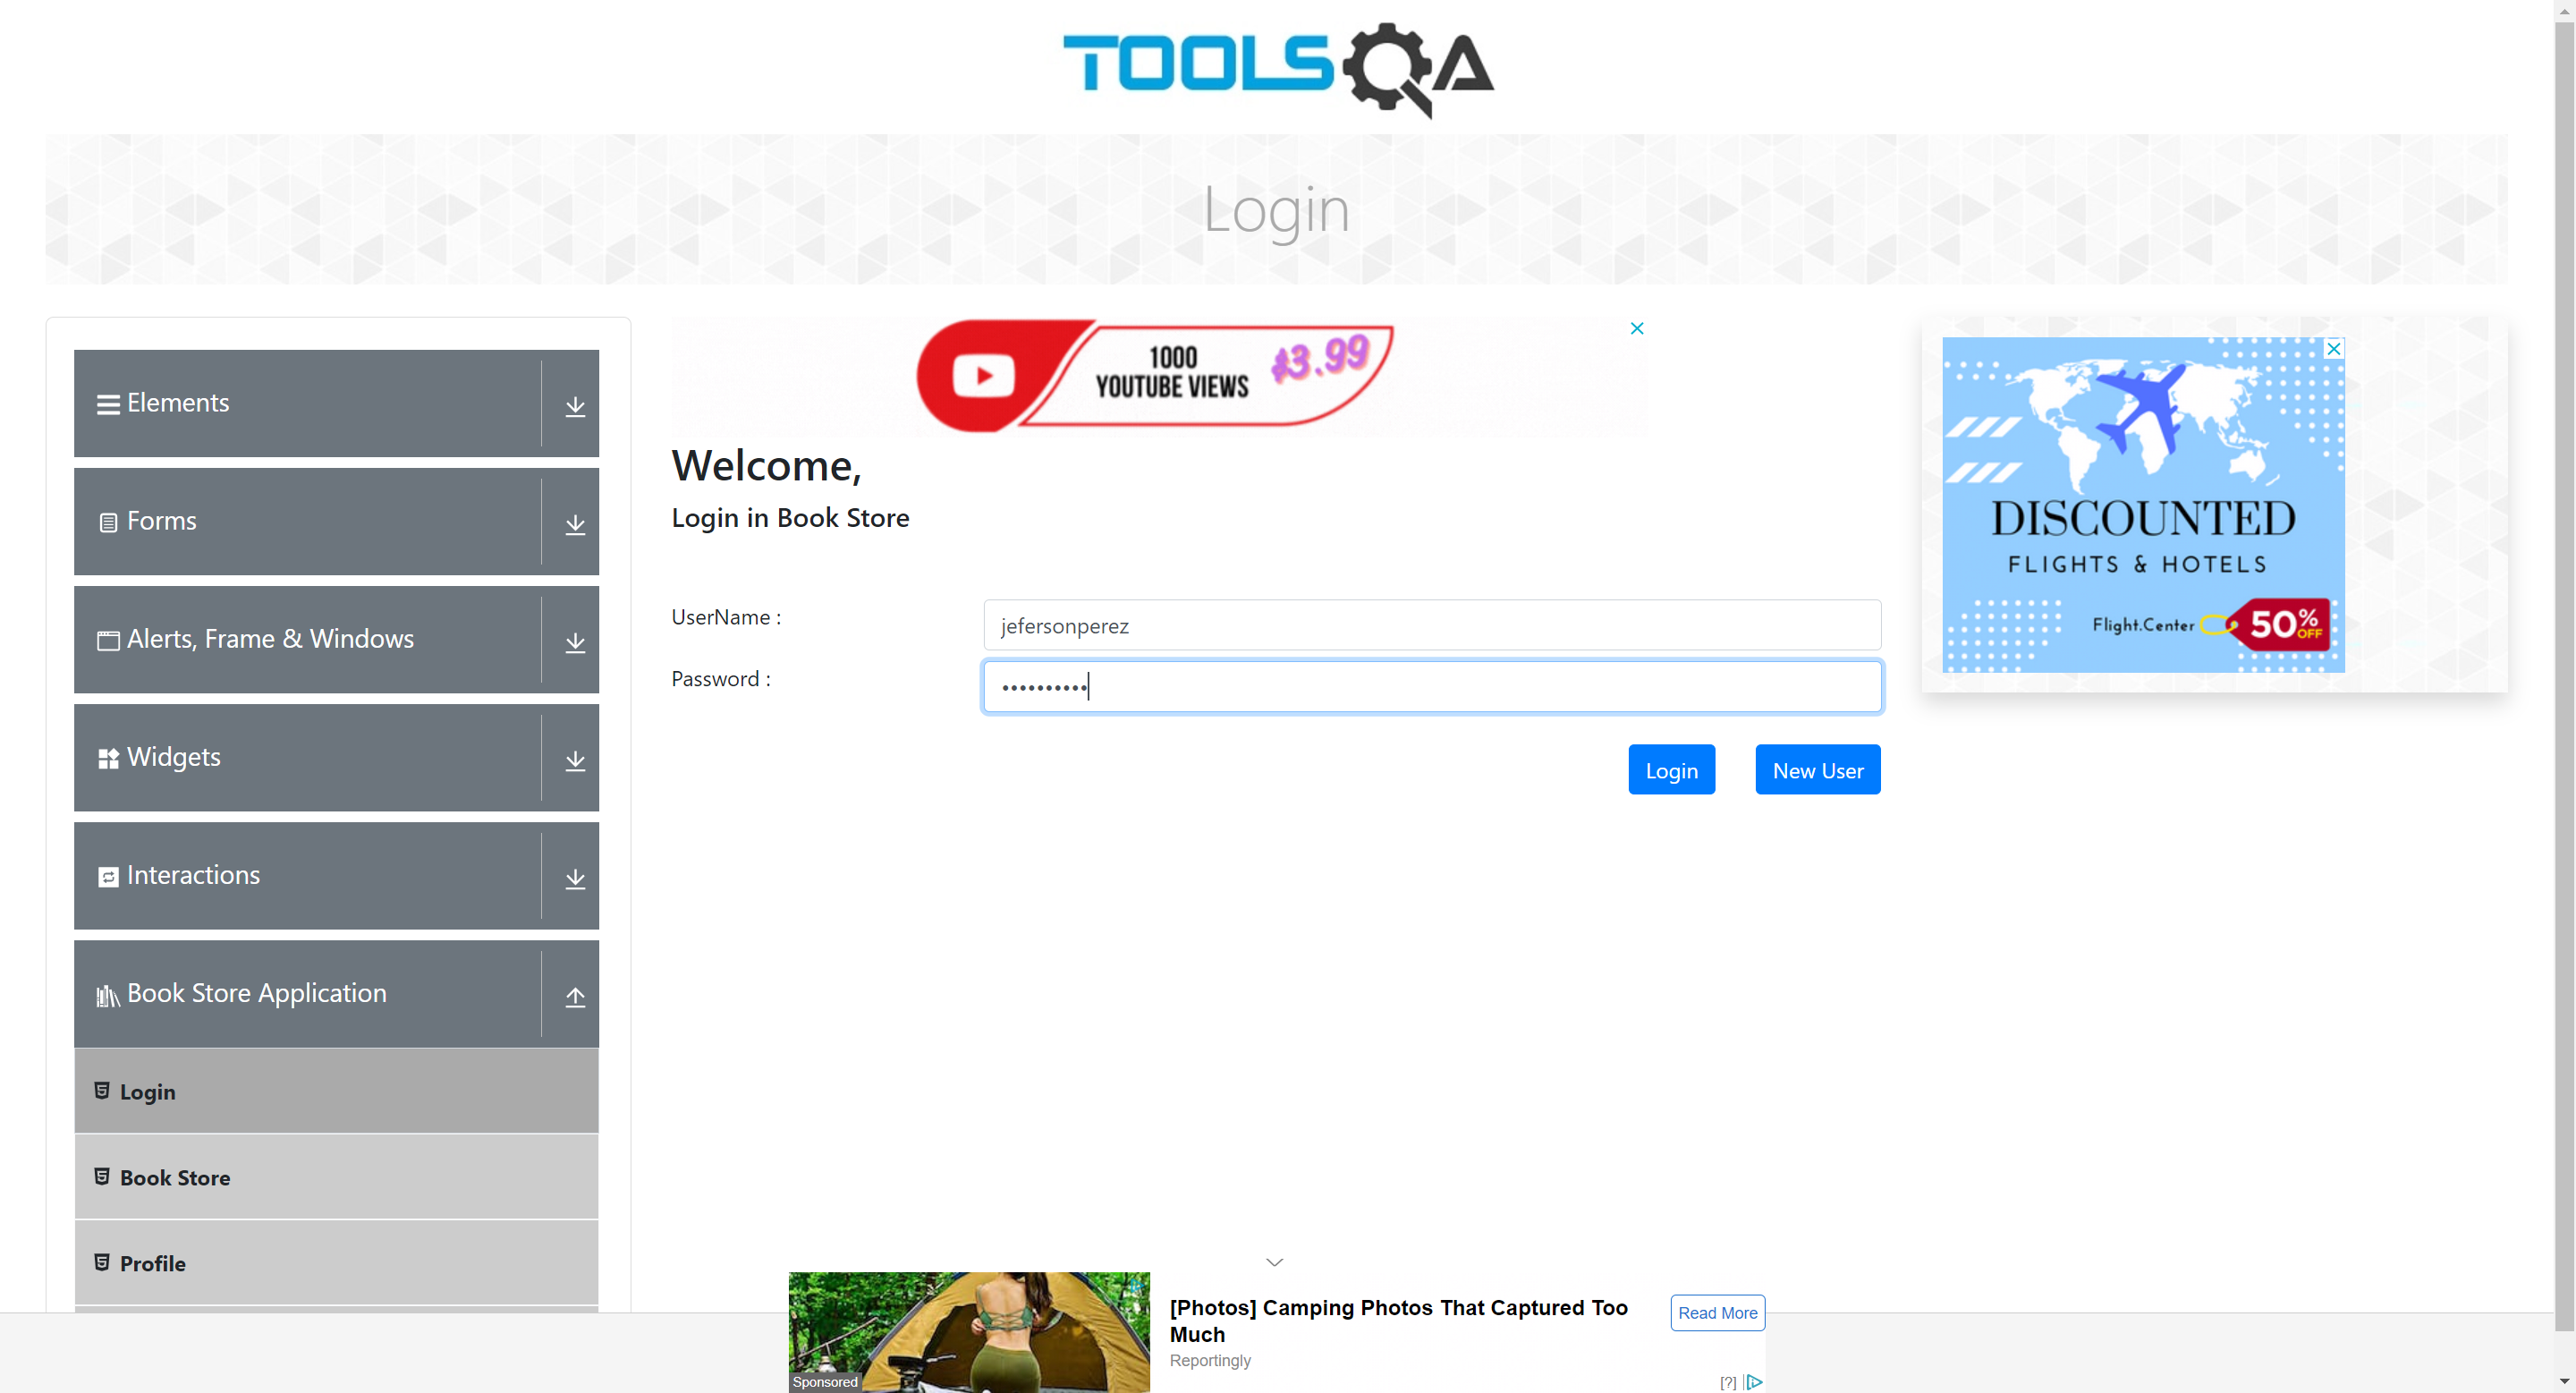 TOOLSQA
Login
Elements
Forms
Alerts, Frame & Windows
Widgets
Interactions
Book Store Application
Login
Book Store
Profile
1000
YOUTUBE VIEWS
$3.99
Welcome,
Login in Book Store
UserName :
jefersonperez
Password :
••••••••••
Login
New User
DISCOUNTED
FLIGHTS & HOTELS
Flight.Center
50% OFF
Sponsored
[Photos] Camping Photos That Captured Too
Much
Reportingly
Read More
[?]